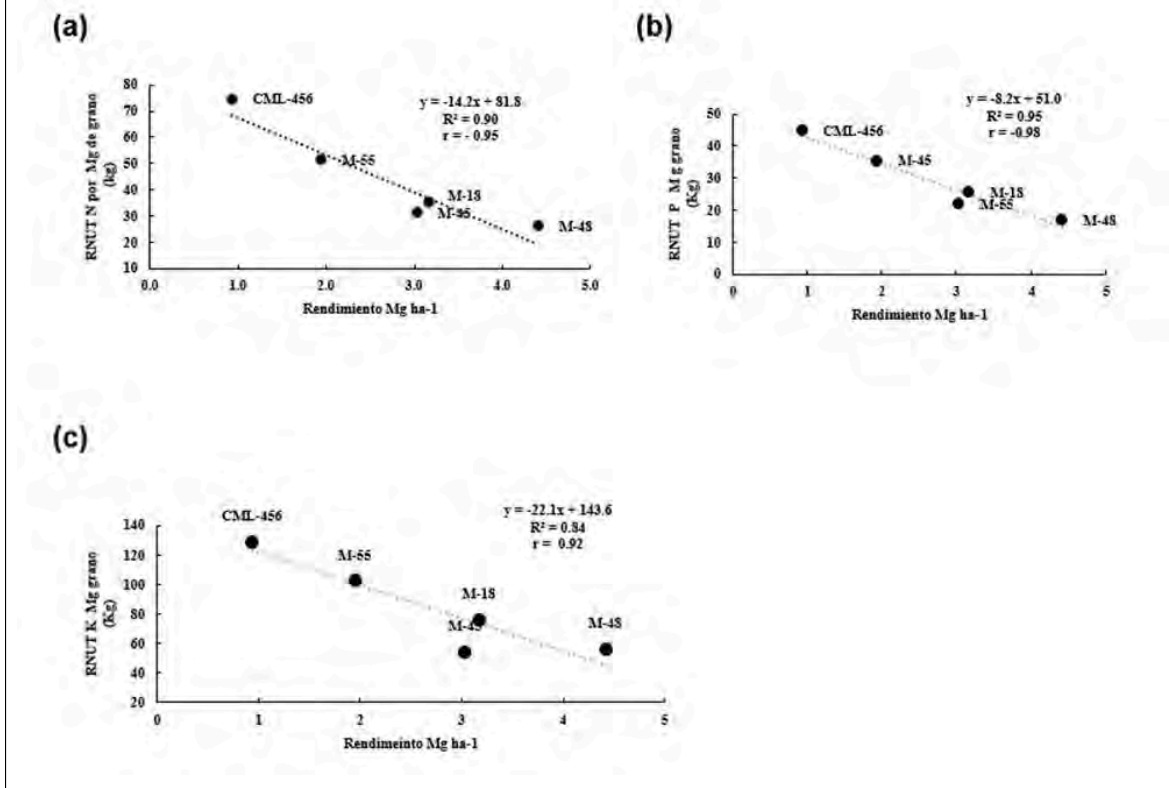 (a)
RNUT N por Mg de grano
(kg)
80
70
60
50
40
30
20
10
0.0
1.0
2.0
3.0
4.0
5.0
Rendimiento Mg ha-1
CML-456
M-55
M-18
M-45
M-48
y = -14.2x + 81.8
R² = 0.90
r = - 0.95
(b)
RNUT P M g grano
(Kg)
50
40
30
20
10
0
0
1
2
3
4
5
Rendimiento Mg ha-1
CML-456
M-45
M-18
M-55
M-48
y = -8.2x + 51.0
R² = 0.95
r = -0.98
(c)
RNUT K Mg grano
(Kg)
140
120
100
80
60
40
20
0
1
2
3
4
5
Rendimeinto Mg ha-1
CML-456
M-55
M-18
M-45
M-48
y = -22.1x + 143.6
R² = 0.84
r = 0.92